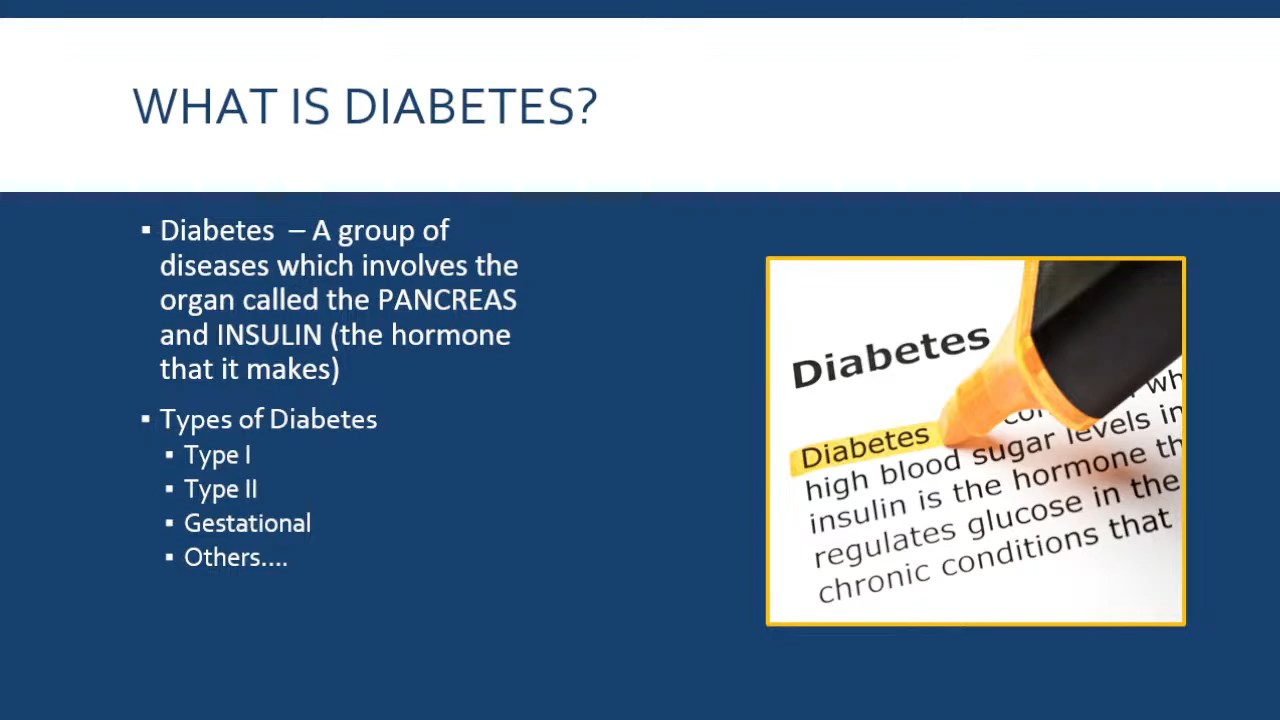 WHAT IS DIABETES?
▪ Diabetes – A group of
diseases which involves the
organ called the PANCREAS
and INSULIN (the hormone
that it makes)
▪ Types of Diabetes
▪ Type I
▪ Type II
▪ Gestational
▪ Others....
Diabetes
Diabetes
high blood sugar levels in
insulin is the hormone
regulates glucose in the
chronic conditions that